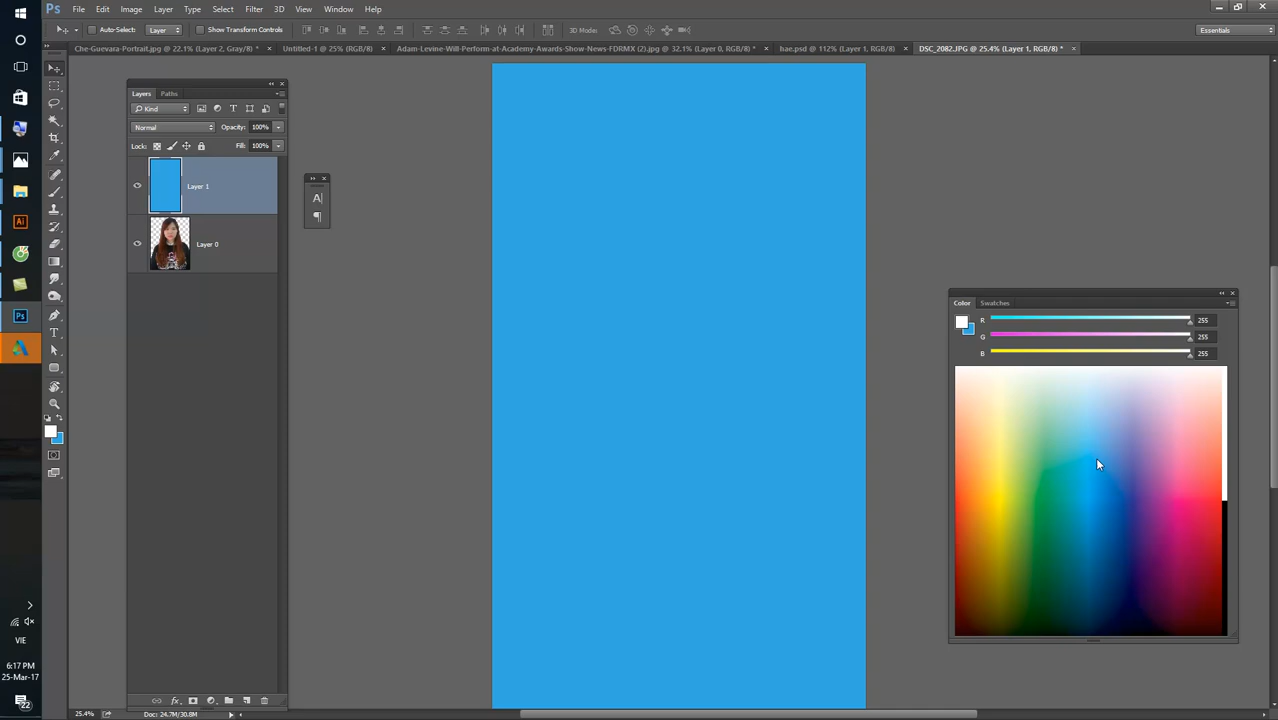 Ps File Edit Image Layer Type Select Filter 3D View Window Help
Auto-Select: Layer Show Transform Controls 3D Mode: Essentials
Che-Guevara-Portrait.jpg @ 22.1% (Layer 2, Gray/8) * × Untitled-1 @ 25% (RGB/8) × Adam-Levine-Will-Perform-at-Academy-Awards-Show-News-FDRMX (2).jpg @ 32.1% (Layer 0, RGB/8) * × hae.psd @ 112% (Layer 1, RGB/8) × DSC_2082.JPG @ 25.4% (Layer 1, RGB/8) * ×
Layers Paths
Kind
Normal Opacity: 100%
Lock: Fill: 100%
Layer 1
Layer 0
A
¶
Color Swatches
R 255
G 255
B 255
Ai
Ps
T
VIE
6:17 PM
25-Mar-17
22
fx
25.4% Doc: 24.7M/30.8M